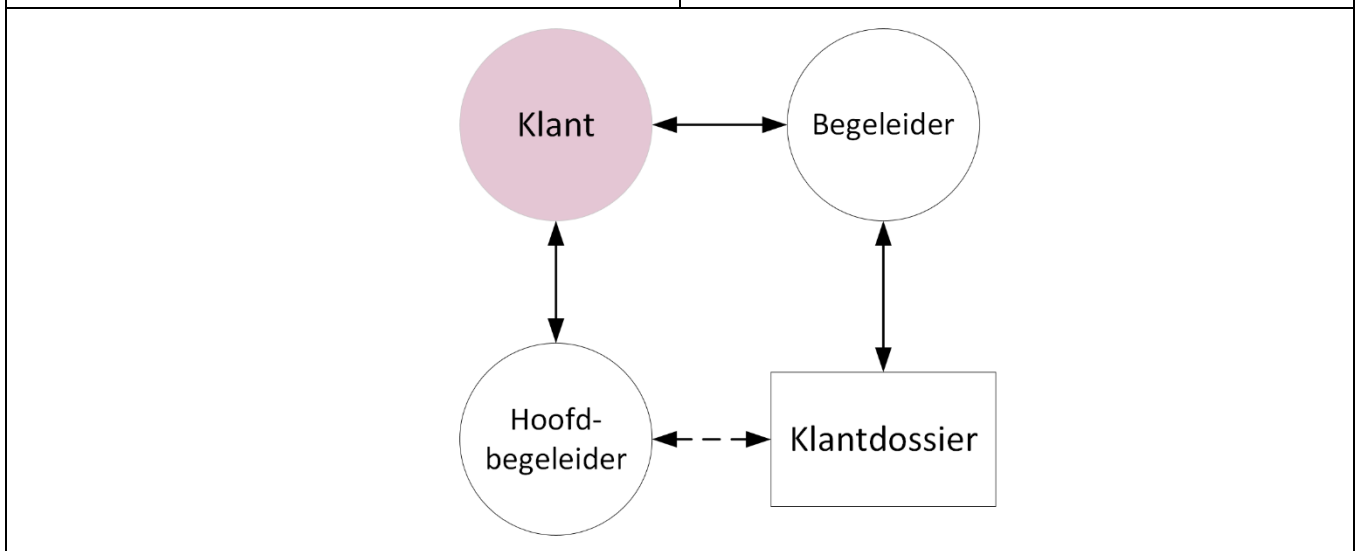 Klant
Begeleider
Hoofd-
begeleider
Klantdossier